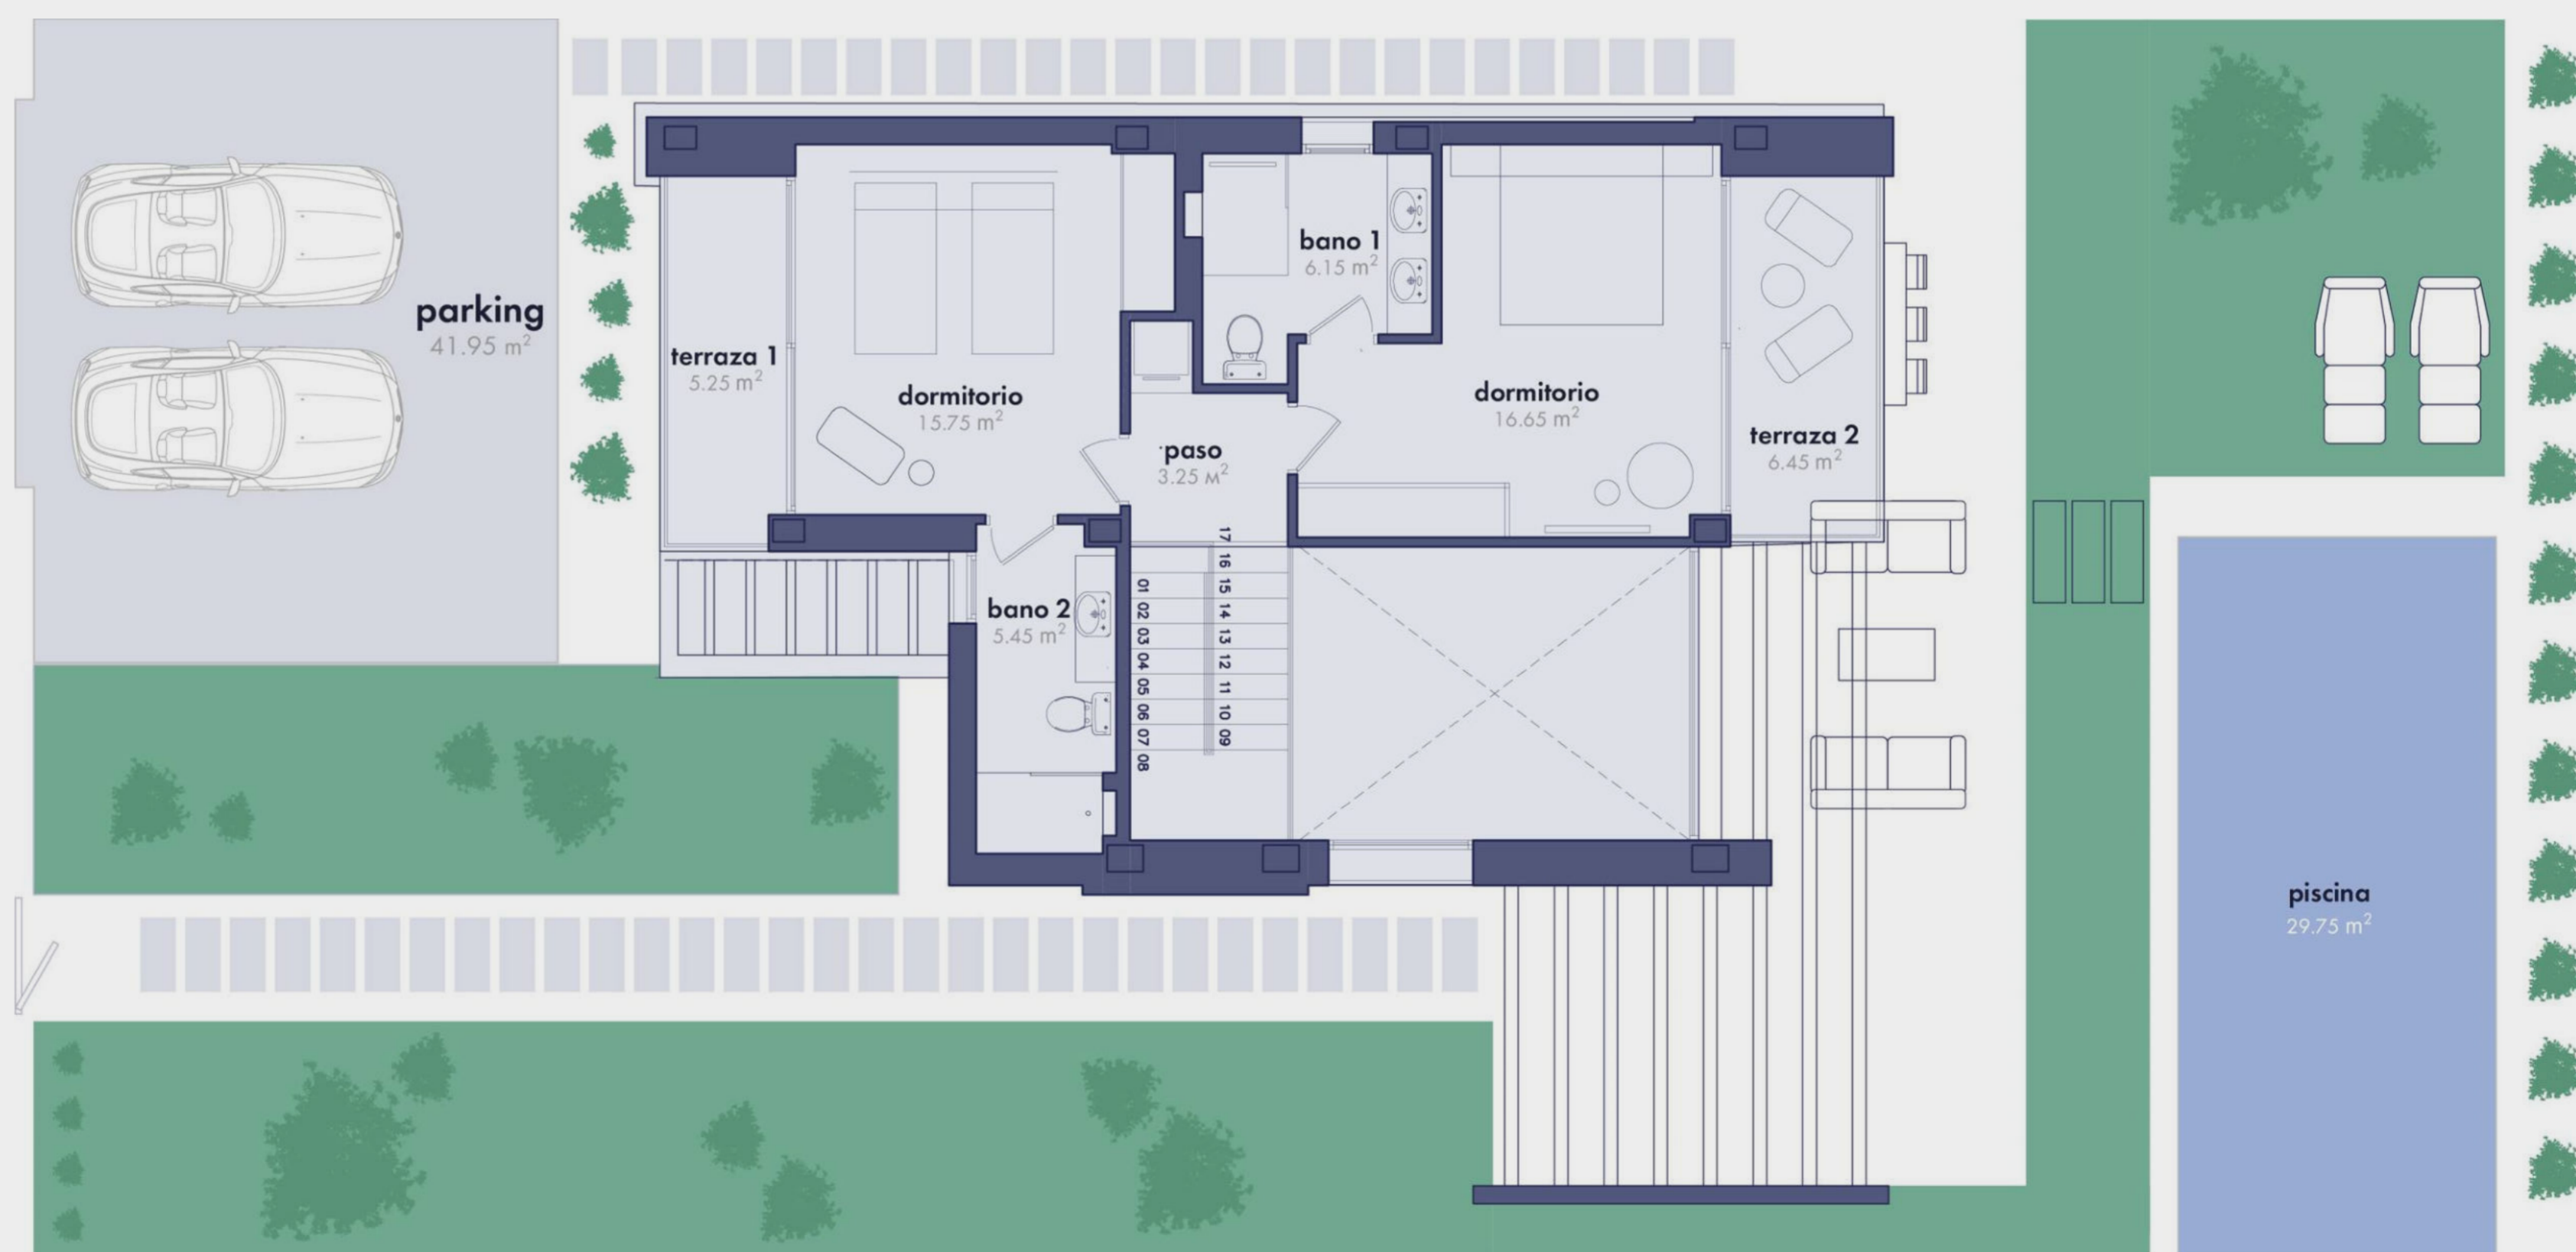 parking
41.95 m²
terraza 1
5.25 m²
dormitorio
15.75 m²
bano 1
6.15 m²
dormitorio
16.65 m²
terraza 2
6.45 m²
paso
3.25 м²
bano 2
5.45 m²
01
02
03
04
05
06
07
08
17
16
15
14
13
12
11
10
09
piscina
29.75 m²